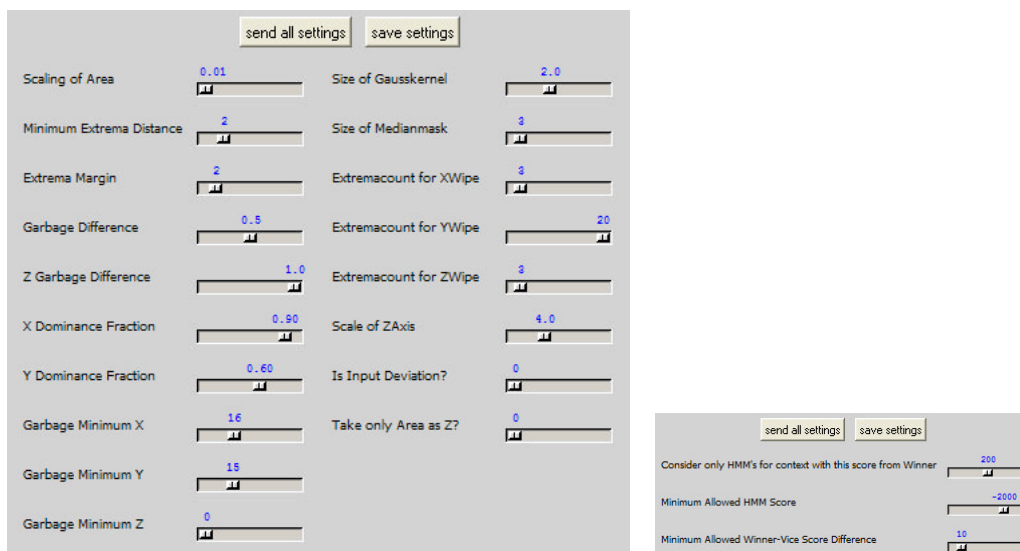 send all settings save settings
Scaling of Area 0.01 Size of Gausskernel 2.0
Minimum Extrema Distance 2 Size of Medianmask 3
Extrema Margin 2 Extremacount for XWipe 3
Garbage Difference 0.5 Extremacount for YWipe 20
Z Garbage Difference 1.0 Extremacount for ZWipe 3
X Dominance Fraction 0.90 Scale of ZAxis 4.0
Y Dominance Fraction 0.60 Is Input Deviation? 0
Garbage Minimum X 16 Take only Area as Z? 0
Garbage Minimum Y 15
Garbage Minimum Z 0
send all settings save settings
Consider only HMM's for context with this score from Winner 200
Minimum Allowed HMM Score -2000
Minimum Allowed Winner-Vice Score Difference 10